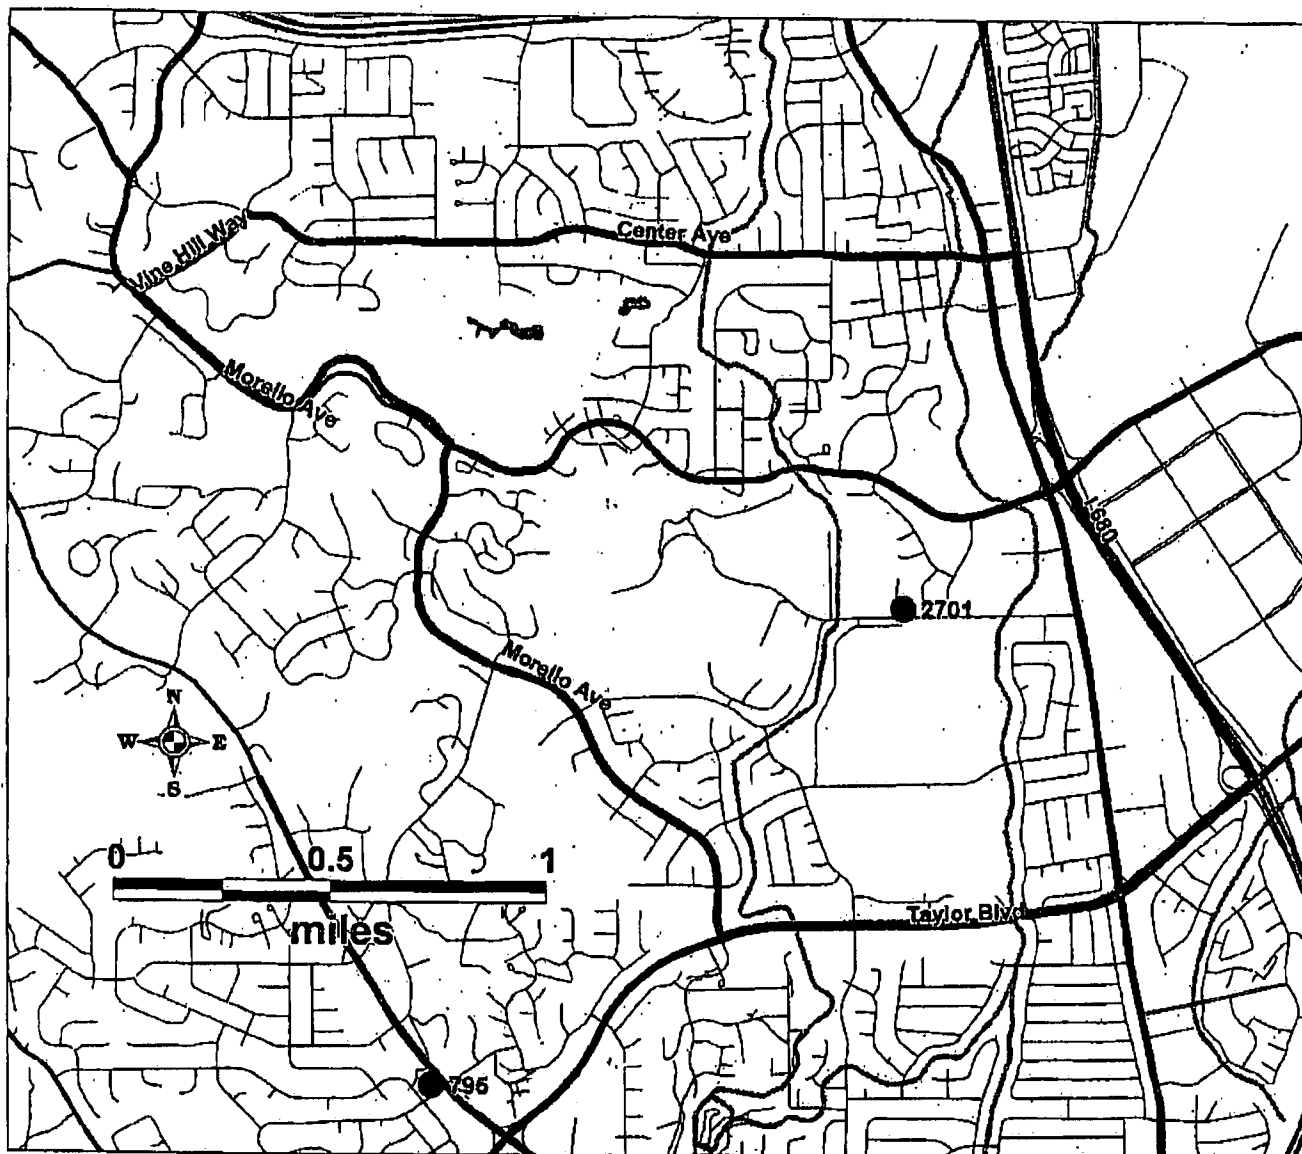 Center Ave
Vine Hill Way
Morello Ave
I-680
2701
Morello Ave
N
W E
S
0 0.5 1
miles
Taylor Blvd
795